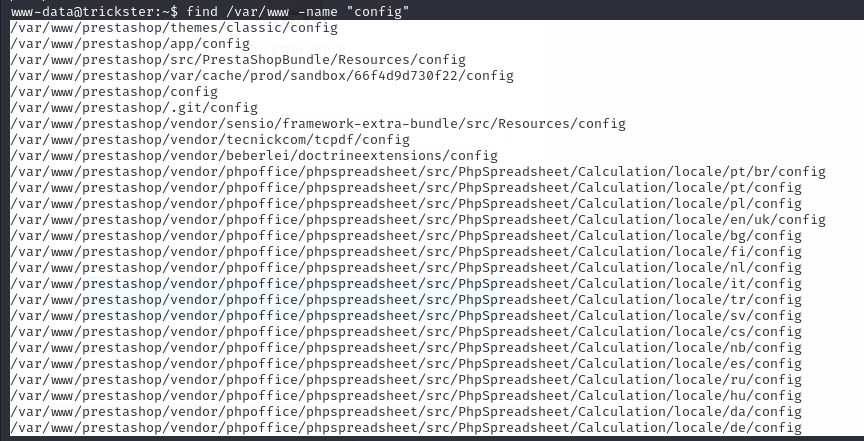 www-data@trickster:~$ find /var/www -name "config"
/var/www/prestashop/themes/classic/config
/var/www/prestashop/app/config
/var/www/prestashop/src/PrestaShopBundle/Resources/config
/var/www/prestashop/var/cache/prod/sandbox/66f4d9d730f22/config
/var/www/prestashop/config
/var/www/prestashop/.git/config
/var/www/prestashop/vendor/sensio/framework-extra-bundle/src/Resources/config
/var/www/prestashop/vendor/tecnickcom/tcpdf/config
/var/www/prestashop/vendor/beberlei/doctrineextensions/config
/var/www/prestashop/vendor/phpoffice/phpspreadsheet/src/PhpSpreadsheet/Calculation/locale/pt/br/config
/var/www/prestashop/vendor/phpoffice/phpspreadsheet/src/PhpSpreadsheet/Calculation/locale/pt/config
/var/www/prestashop/vendor/phpoffice/phpspreadsheet/src/PhpSpreadsheet/Calculation/locale/pl/config
/var/www/prestashop/vendor/phpoffice/phpspreadsheet/src/PhpSpreadsheet/Calculation/locale/en/uk/config
/var/www/prestashop/vendor/phpoffice/phpspreadsheet/src/PhpSpreadsheet/Calculation/locale/bg/config
/var/www/prestashop/vendor/phpoffice/phpspreadsheet/src/PhpSpreadsheet/Calculation/locale/fi/config
/var/www/prestashop/vendor/phpoffice/phpspreadsheet/src/PhpSpreadsheet/Calculation/locale/nl/config
/var/www/prestashop/vendor/phpoffice/phpspreadsheet/src/PhpSpreadsheet/Calculation/locale/it/config
/var/www/prestashop/vendor/phpoffice/phpspreadsheet/src/PhpSpreadsheet/Calculation/locale/tr/config
/var/www/prestashop/vendor/phpoffice/phpspreadsheet/src/PhpSpreadsheet/Calculation/locale/sv/config
/var/www/prestashop/vendor/phpoffice/phpspreadsheet/src/PhpSpreadsheet/Calculation/locale/cs/config
/var/www/prestashop/vendor/phpoffice/phpspreadsheet/src/PhpSpreadsheet/Calculation/locale/nb/config
/var/www/prestashop/vendor/phpoffice/phpspreadsheet/src/PhpSpreadsheet/Calculation/locale/es/config
/var/www/prestashop/vendor/phpoffice/phpspreadsheet/src/PhpSpreadsheet/Calculation/locale/ru/config
/var/www/prestashop/vendor/phpoffice/phpspreadsheet/src/PhpSpreadsheet/Calculation/locale/hu/config
/var/www/prestashop/vendor/phpoffice/phpspreadsheet/src/PhpSpreadsheet/Calculation/locale/da/config
/var/www/prestashop/vendor/phpoffice/phpspreadsheet/src/PhpSpreadsheet/Calculation/locale/de/config